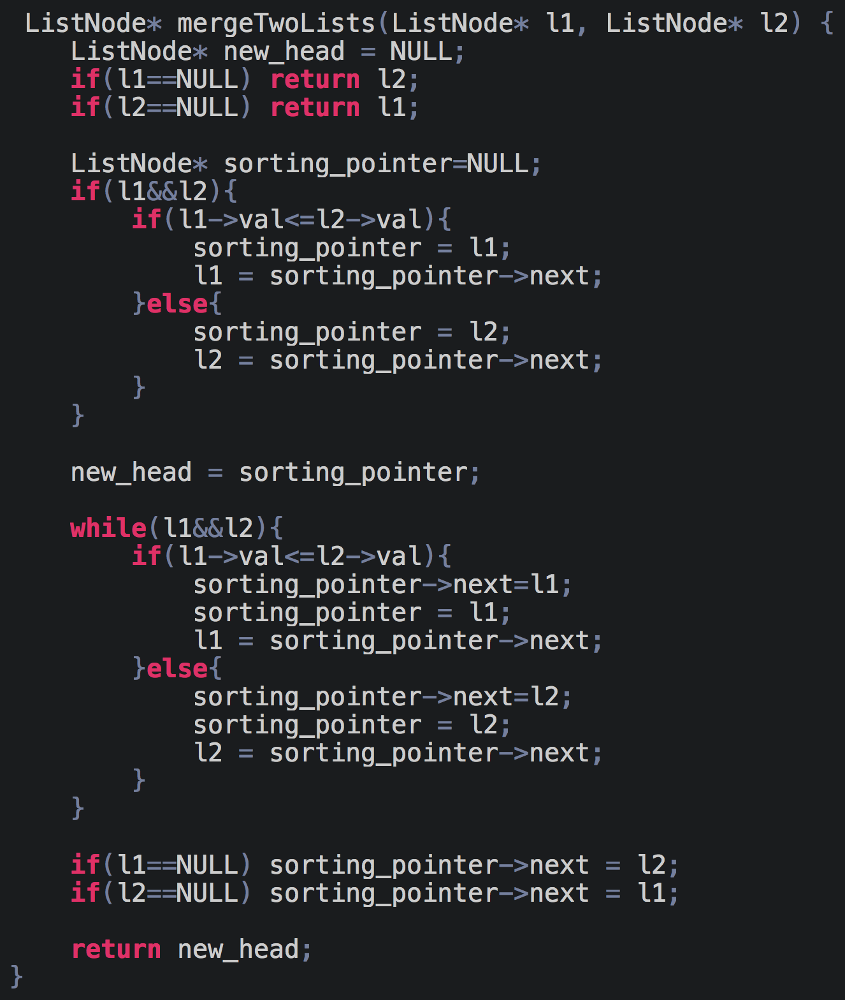 ListNode* mergeTwoLists(ListNode* l1, ListNode* l2) {
    ListNode* new_head = NULL;
    if(l1==NULL) return l2;
    if(l2==NULL) return l1;

    ListNode* sorting_pointer=NULL;
    if(l1&&l2){
        if(l1->val<=l2->val){
            sorting_pointer = l1;
            l1 = sorting_pointer->next;
        }else{
            sorting_pointer = l2;
            l2 = sorting_pointer->next;
        }
    }

    new_head = sorting_pointer;

    while(l1&&l2){
        if(l1->val<=l2->val){
            sorting_pointer->next=l1;
            sorting_pointer = l1;
            l1 = sorting_pointer->next;
        }else{
            sorting_pointer->next=l2;
            sorting_pointer = l2;
            l2 = sorting_pointer->next;
        }
    }

    if(l1==NULL) sorting_pointer->next = l2;
    if(l2==NULL) sorting_pointer->next = l1;

    return new_head;
}